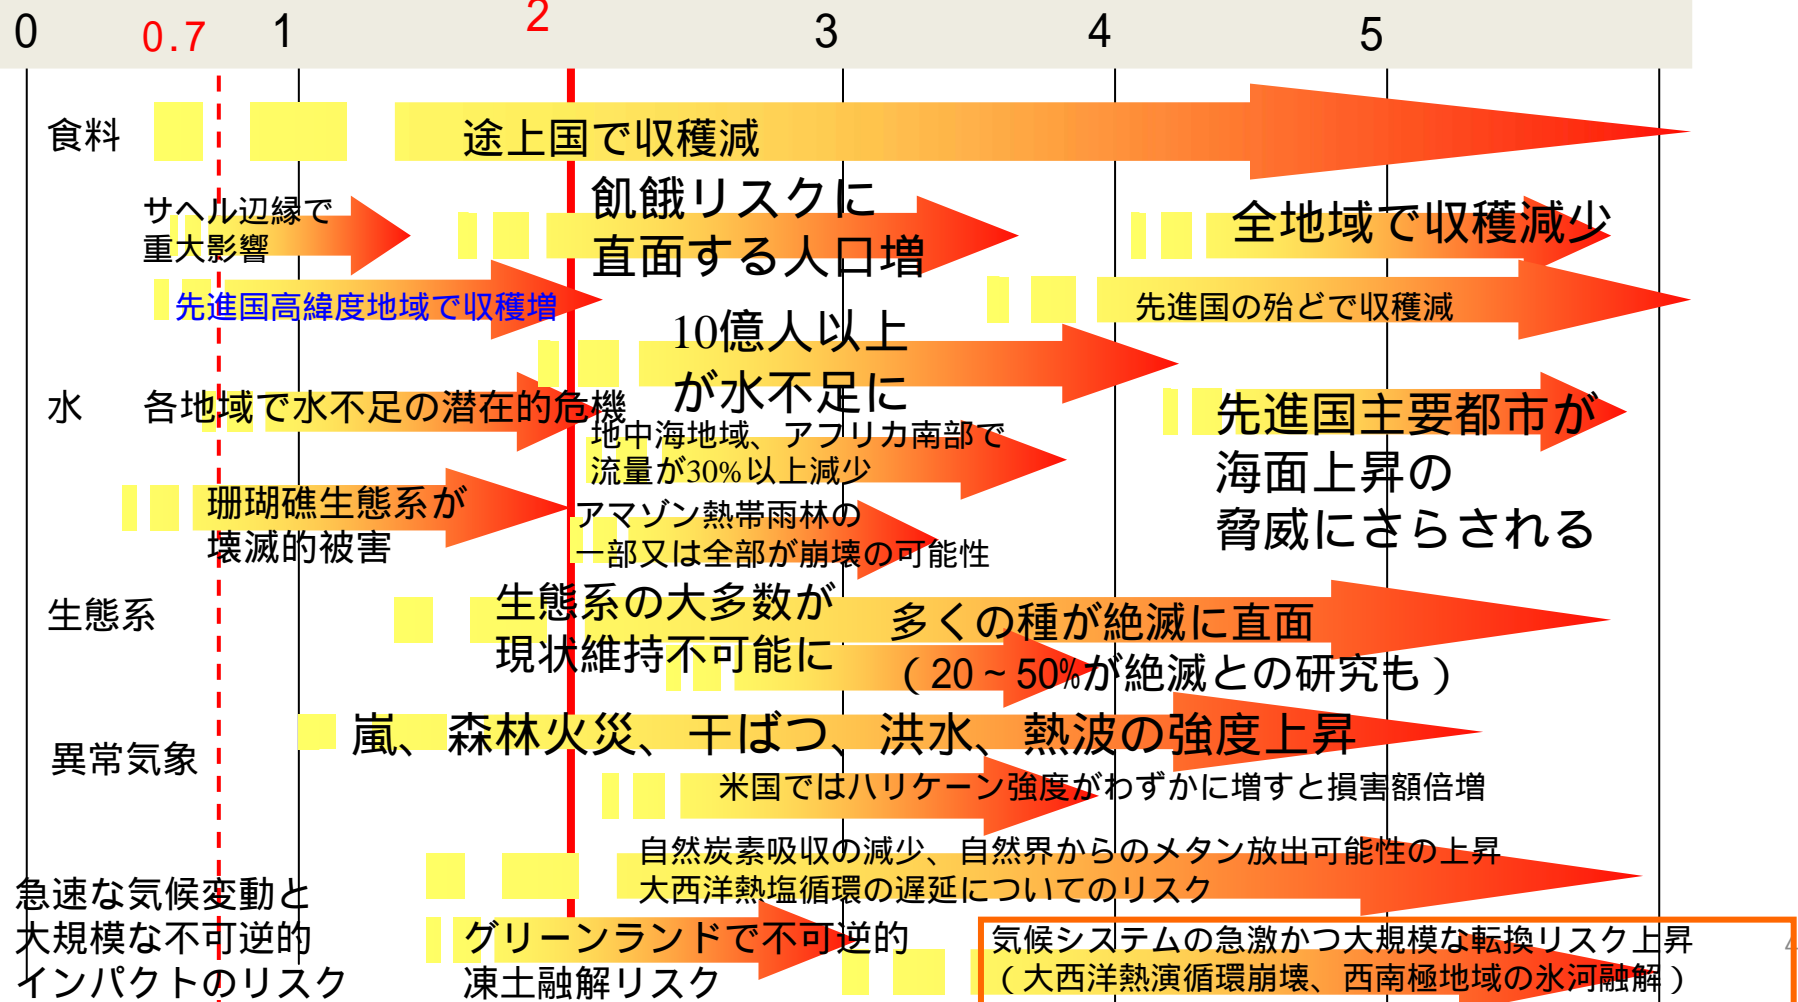 0 0.7 1 2 3 4 5
食料
途上国で収穫減
サヘル辺縁で
重大影響
飢餓リスクに
直面する人口増
全地域で収穫減少
先進国高緯度地域で収穫増
先進国の殆どで収穫減
10億人以上
が水不足に
水
各地域で水不足の潜在的危機
地中海地域、アフリカ南部で
流量が30%以上減少
先進国主要都市が
海面上昇の
脅威にさらされる
珊瑚礁生態系が
壊滅的被害
アマゾン熱帯雨林の
一部又は全部が崩壊の可能性
生態系
生態系の大多数が
現状維持不可能に
多くの種が絶滅に直面
(20~50%が絶滅との研究も)
異常気象
嵐、森林火災、干ばつ、洪水、熱波の強度上昇
米国ではハリケーン強度がわずかに増すと損害額倍増
自然炭素吸収の減少、自然界からのメタン放出可能性の上昇
大西洋熱塩循環の遅延についてのリスク
急速な気候変動と
大規模な不可逆的
インパクトのリスク
グリーンランドで不可逆的
凍土融解リスク
気候システムの急激かつ大規模な転換リスク上昇
(大西洋熱演循環崩壊、西南極地域の氷河融解)
4